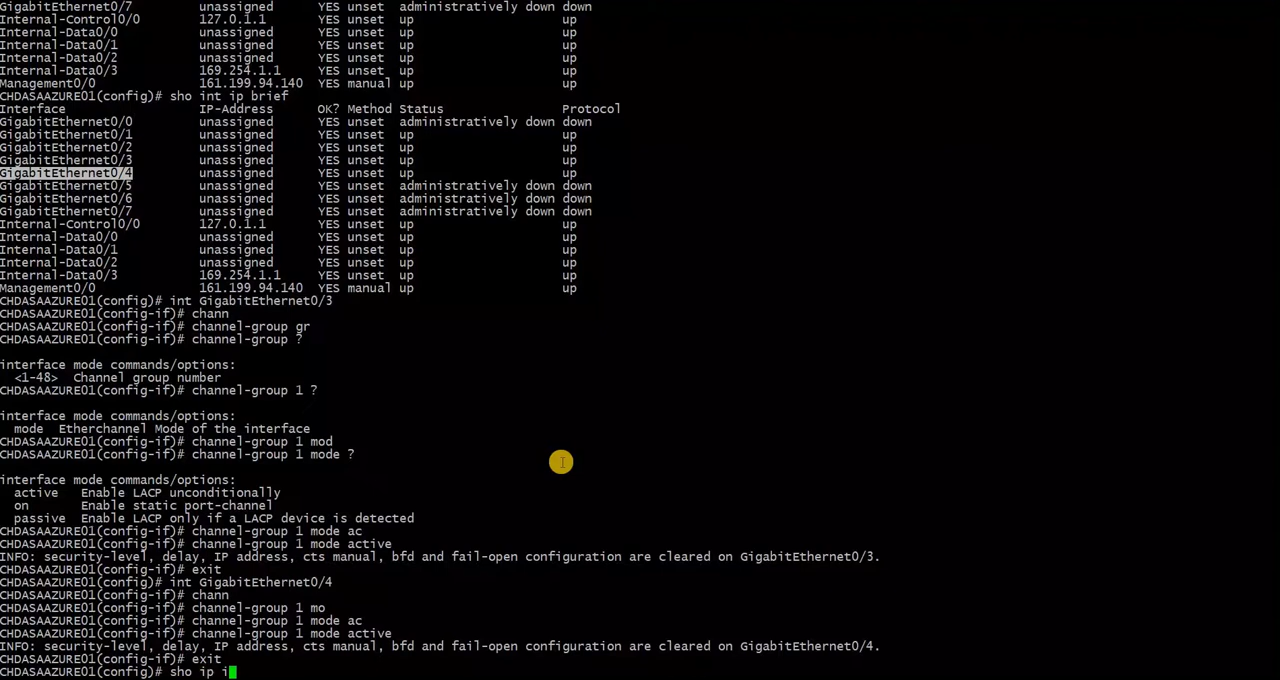 GigabitEthernet0/7         unassigned      YES unset  administratively down down
Internal-Control0/0        127.0.1.1       YES unset  up                    up
Internal-Data0/0           unassigned      YES unset  up                    up
Internal-Data0/1           unassigned      YES unset  up                    up
Internal-Data0/2           unassigned      YES unset  up                    up
Internal-Data0/3           169.254.1.1     YES unset  up                    up
Management0/0              161.199.94.140  YES manual up                    up
CHDASAAZURE01(config)# sho int ip brief
Interface                  IP-Address      OK? Method Status                Protocol
GigabitEthernet0/0         unassigned      YES unset  administratively down down
GigabitEthernet0/1         unassigned      YES unset  up                    up
GigabitEthernet0/2         unassigned      YES unset  up                    up
GigabitEthernet0/3         unassigned      YES unset  up                    up
GigabitEthernet0/4         unassigned      YES unset  up                    up
GigabitEthernet0/5         unassigned      YES unset  administratively down down
GigabitEthernet0/6         unassigned      YES unset  administratively down down
GigabitEthernet0/7         unassigned      YES unset  administratively down down
Internal-Control0/0        127.0.1.1       YES unset  up                    up
Internal-Data0/0           unassigned      YES unset  up                    up
Internal-Data0/1           unassigned      YES unset  up                    up
Internal-Data0/2           unassigned      YES unset  up                    up
Internal-Data0/3           169.254.1.1     YES unset  up                    up
Management0/0              161.199.94.140  YES manual up                    up
CHDASAAZURE01(config)# int GigabitEthernet0/3
CHDASAAZURE01(config-if)# chann
CHDASAAZURE01(config-if)# channel-group gr
CHDASAAZURE01(config-if)# channel-group ?
interface mode commands/options:
  <1-48>  Channel group number
CHDASAAZURE01(config-if)# channel-group 1 ?
interface mode commands/options:
  mode  Etherchannel Mode of the interface
CHDASAAZURE01(config-if)# channel-group 1 mod
CHDASAAZURE01(config-if)# channel-group 1 mode ?
interface mode commands/options:
  active   Enable LACP unconditionally
  on       Enable static port-channel
  passive  Enable LACP only if a LACP device is detected
CHDASAAZURE01(config-if)# channel-group 1 mode ac
CHDASAAZURE01(config-if)# channel-group 1 mode active
INFO: security-level, delay, IP address, cts manual, bfd and fail-open configuration are cleared on GigabitEthernet0/3.
CHDASAAZURE01(config-if)# exit
CHDASAAZURE01(config)# int GigabitEthernet0/4
CHDASAAZURE01(config-if)# chann
CHDASAAZURE01(config-if)# channel-group 1 mo
CHDASAAZURE01(config-if)# channel-group 1 mode ac
CHDASAAZURE01(config-if)# channel-group 1 mode active
INFO: security-level, delay, IP address, cts manual, bfd and fail-open configuration are cleared on GigabitEthernet0/4.
CHDASAAZURE01(config-if)# exit
CHDASAAZURE01(config)# sho ip i